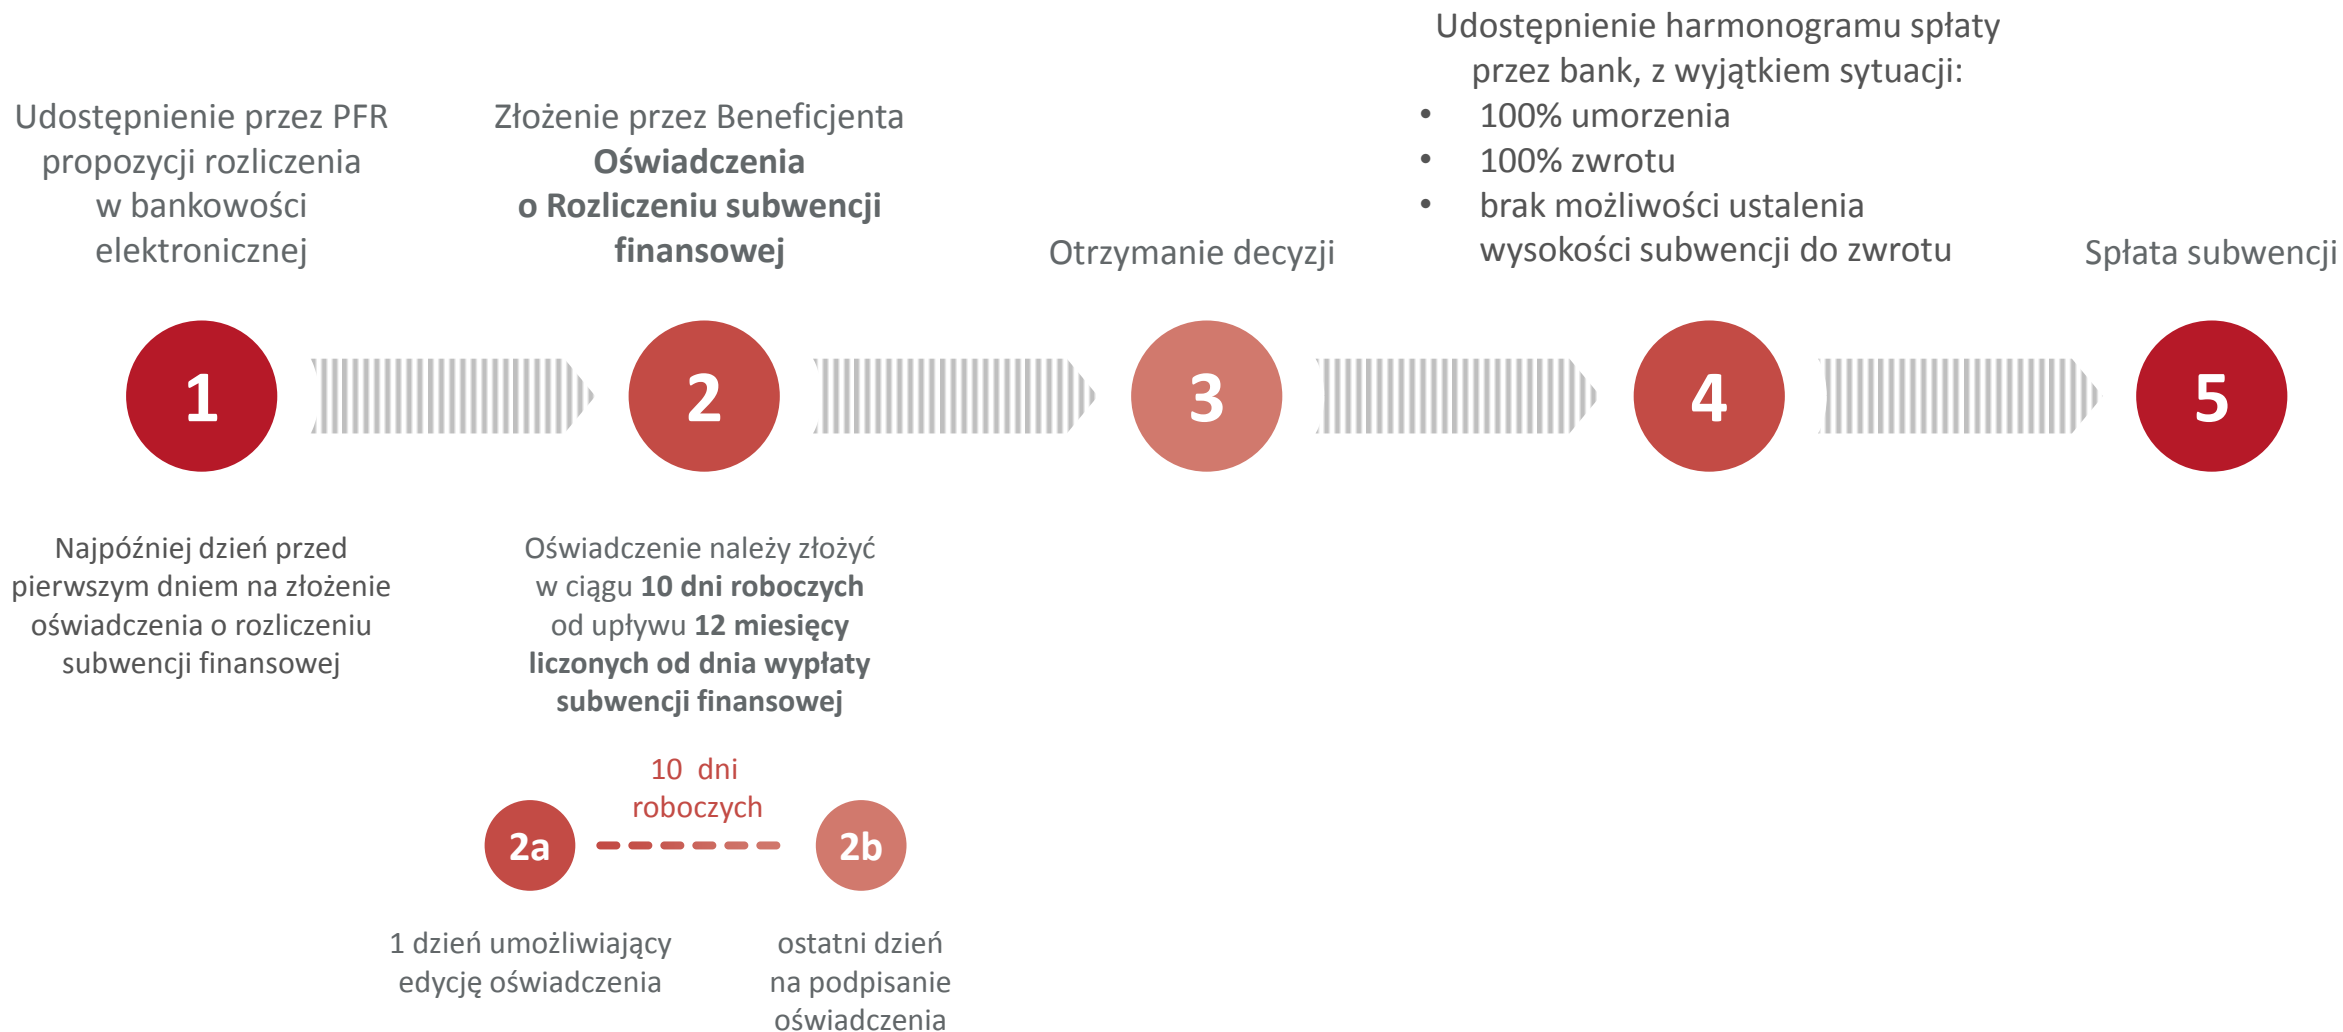 Udostępnienie przez PFR
propozycji rozliczenia
w bankowości
elektronicznej
Złożenie przez Beneficjenta
Oświadczenia
o Rozliczeniu subwencji
finansowej
Otrzymanie decyzji
Udostępnienie harmonogramu spłaty
przez bank, z wyjątkiem sytuacji:
• 100% umorzenia
• 100% zwrotu
• brak możliwości ustalenia
wysokości subwencji do zwrotu
Spłata subwencji
1
2
3
4
5
Najpóźniej dzień przed
pierwszym dniem na złożenie
oświadczenia o rozliczeniu
subwencji finansowej
Oświadczenie należy złożyć
w ciągu 10 dni roboczych
od upływu 12 miesięcy
liczonych od dnia wypłaty
subwencji finansowej
10 dni
roboczych
2a
2b
1 dzień umożliwiający
edycję oświadczenia
ostatni dzień
na podpisanie
oświadczenia